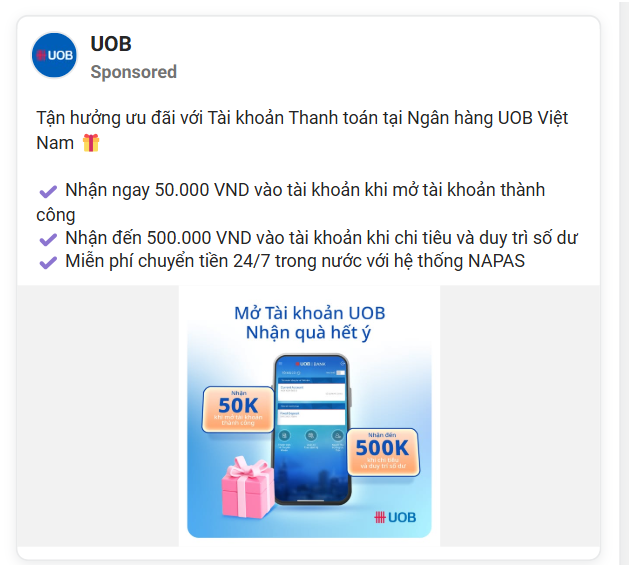 UOB
UOB
Sponsored
Tận hưởng ưu đãi với Tài khoản Thanh toán tại Ngân hàng UOB Việt
Nam
Nhận ngay 50.000 VND vào tài khoản khi mở tài khoản thành
công
Nhận đến 500.000 VND vào tài khoản khi chi tiêu và duy trì số dư
Miễn phí chuyển tiền 24/7 trong nước với hệ thống NAPAS
Mở Tài khoản UOB
Nhận quà hết ý
Nhận
50K
khi mở tài khoản
thành công
Nhận đến
500K
khi chi tiêu
và duy trì số dư
UOB